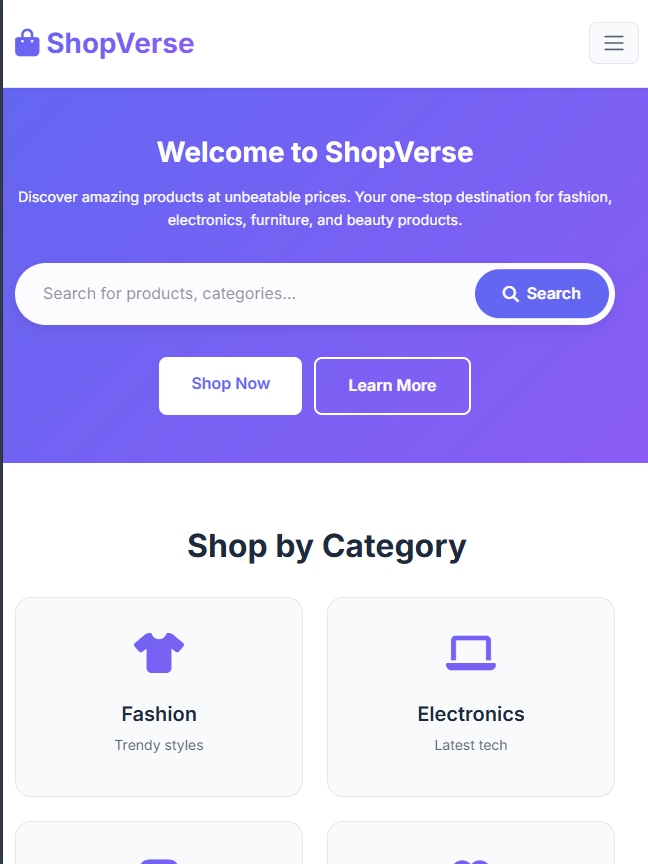 ShopVerse
Welcome to ShopVerse
Discover amazing products at unbeatable prices. Your one-stop destination for fashion,
electronics, furniture, and beauty products.
Search for products, categories...
Search
Shop Now
Learn More
Shop by Category
Fashion
Electronics
Trendy styles
Latest tech